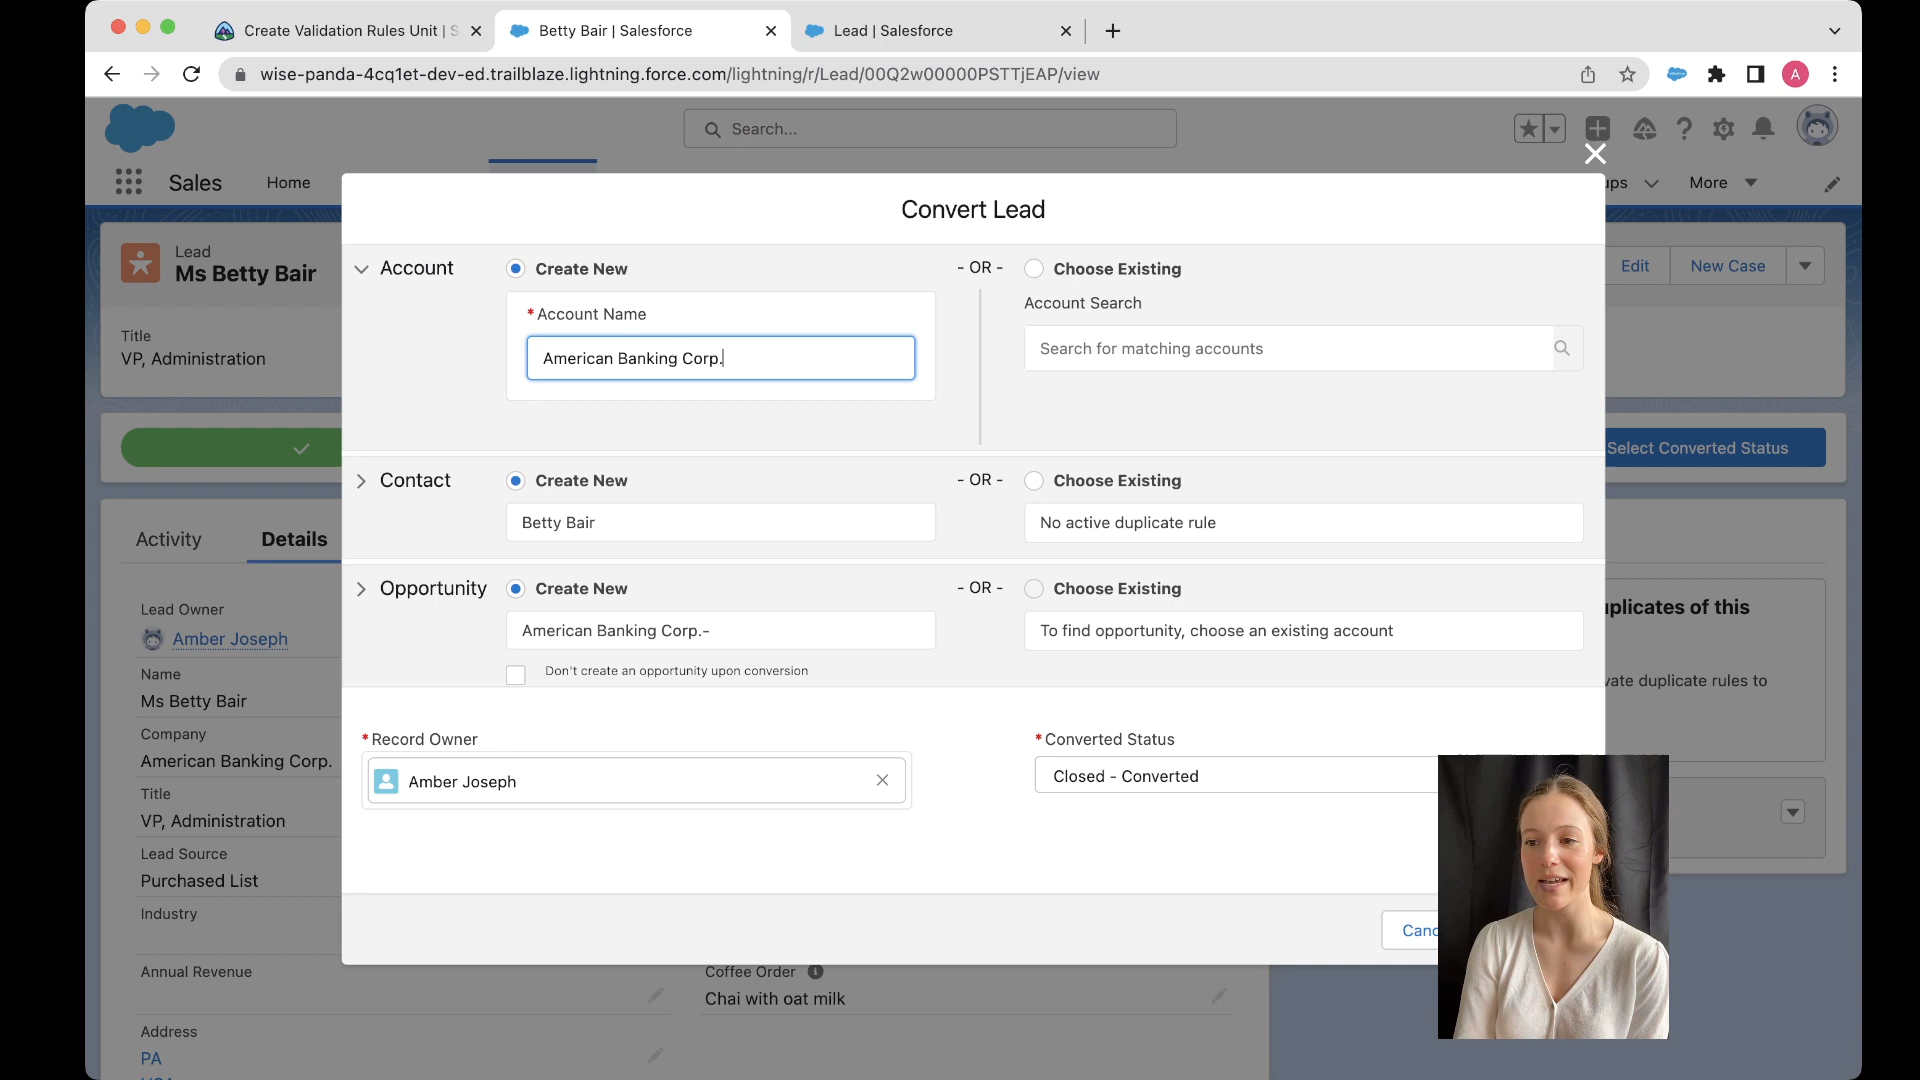 Create Validation Rules Unit | S
Betty Bair | Salesforce
Lead | Salesforce
wise-panda-4cq1et-dev-ed.trailblaze.lightning.force.com/lightning/r/Lead/00Q2w00000PSTTjEAP/view
A
Search...
Sales
Home
ups
More
Convert Lead
Lead
Ms Betty Bair
Edit
New Case
Account
Create New
- OR -
Choose Existing
* Account Name
Account Search
American Banking Corp.
Search for matching accounts
Title
VP, Administration
Select Converted Status
Contact
Create New
- OR -
Choose Existing
Betty Bair
No active duplicate rule
Activity
Details
Opportunity
Create New
- OR -
Choose Existing
American Banking Corp.-
To find opportunity, choose an existing account
Don't create an opportunity upon conversion
uplicates of this
vate duplicate rules to
Lead Owner
Amber Joseph
Name
Ms Betty Bair
Company
American Banking Corp.
Title
VP, Administration
Lead Source
Purchased List
Industry
Annual Revenue
Address
PA
* Record Owner
Amber Joseph
* Converted Status
Closed - Converted
Canc
Coffee Order
Chai with oat milk